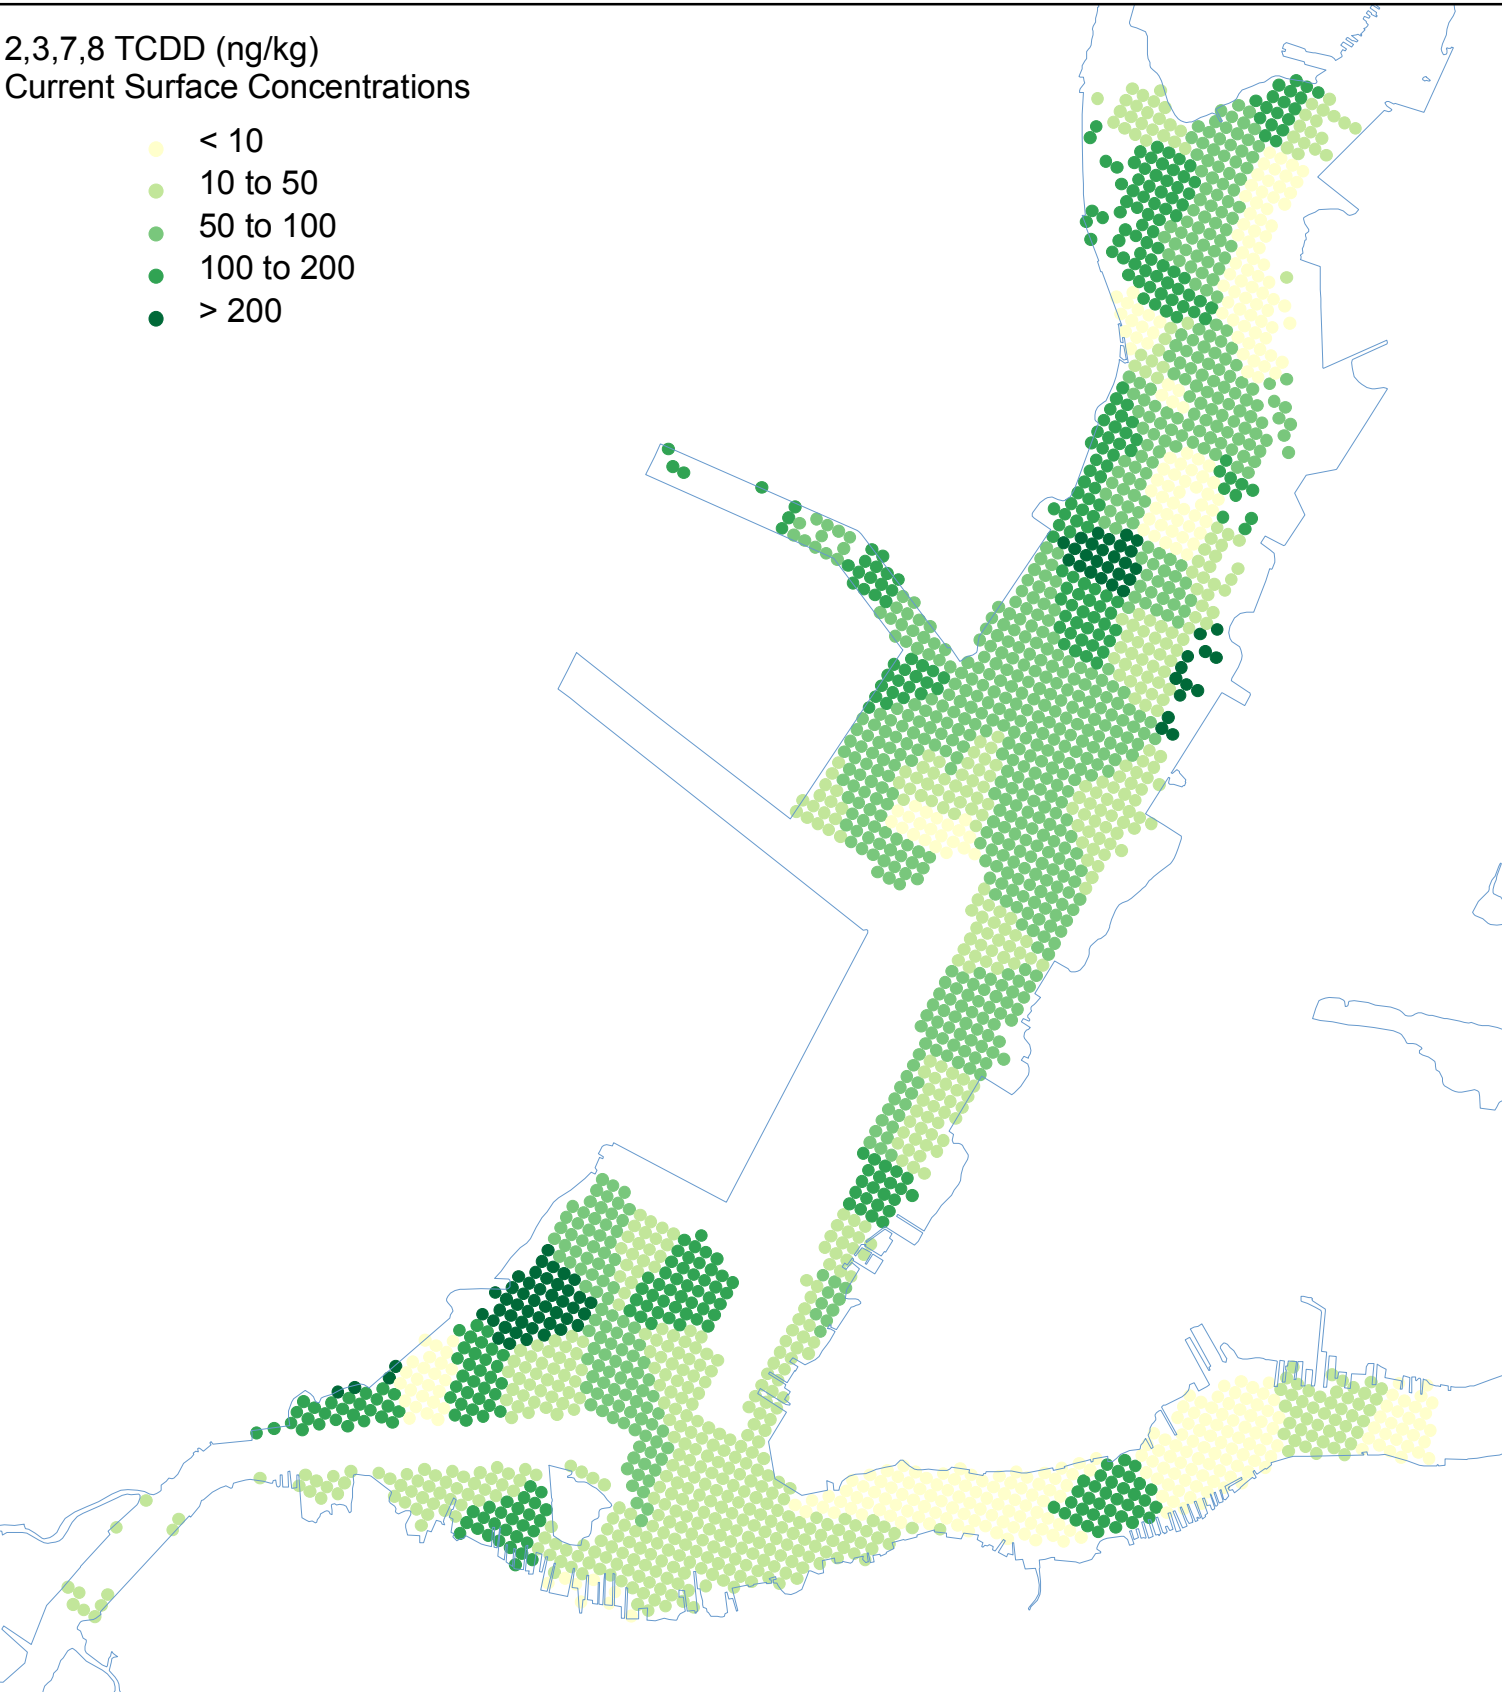 2,3,7,8 TCDD (ng/kg)
Current Surface Concentrations
< 10
10 to 50
50 to 100
100 to 200
> 200